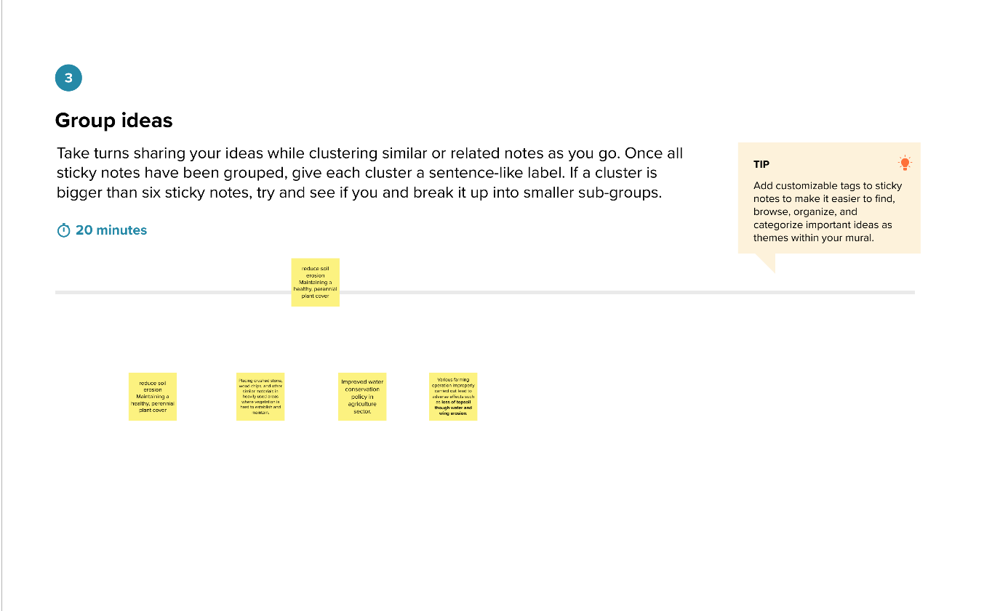 3
Group ideas
Take turns sharing your ideas while clustering similar or related notes as you go. Once all
sticky notes have been grouped, give each cluster a sentence-like label. If a cluster is
bigger than six sticky notes, try and see if you and break it up into smaller sub-groups.
20 minutes
TIP
Add customizable tags to sticky
notes to make it easier to find,
browse, organize, and
categorize important ideas as
themes within your mural.
reduce soil
erosion
Maintaining a
healthy, perennial
plant cover
reduce soil
erosion
Maintaining a
healthy, perennial
plant cover
Placing crushed stone,
wood chips, and other
similar materials in
heavily used areas
where vegetation is
hard to establish and
maintain.
Improved water
conservation
policy in
agriculture
sector.
Various farming
operation improperly
carried out lead to
adverse effects such
as loss of topsoil
though water and
wing erosion.